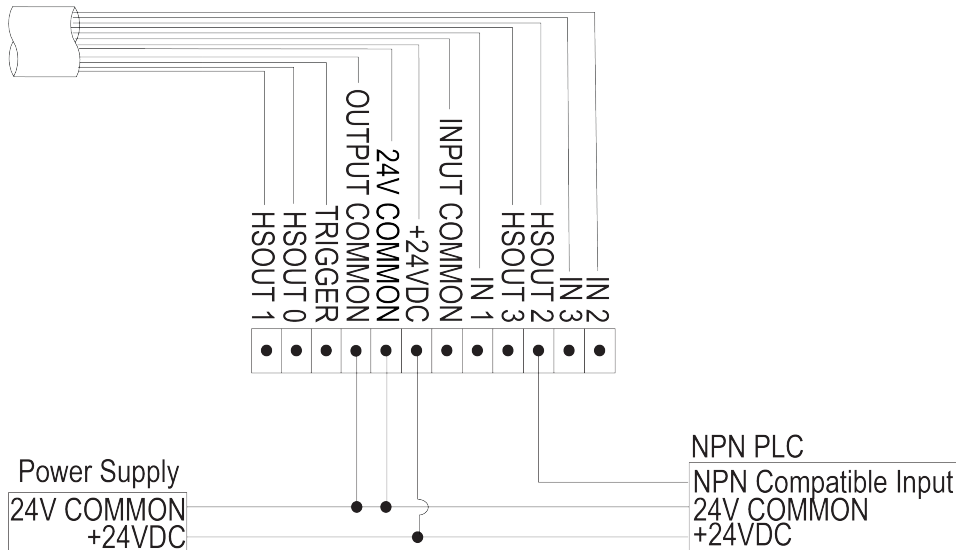 HSOUT 1
HSOUT 0
TRIGGER
OUTPUT COMMON
24V COMMON
+24VDC
INPUT COMMON
IN 1
HSOUT 3
HSOUT 2
IN 3
IN 2
Power Supply
24V COMMON
+24VDC
NPN PLC
NPN Compatible Input
24V COMMON
+24VDC